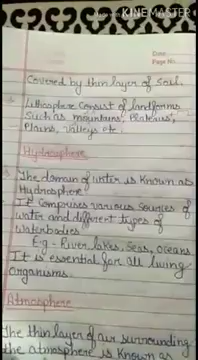 Made with KINEMASTER
Date
Page No.
Covered by thin layer of Soil.
Lithosphere Consist of landforms
Such as mountains, Plateaus,
Plains, Valleys etc.
Hydrosphere
The domain of water is Known as
Hydrosphere
It Comprises various Sources of
water and different types of
waterbodies
E.g - River lakes, Seas, Oceans
It is essential for all living
Organisms.
Atmosphere
The thin layer of air surrounding
the atmosphere is Known as